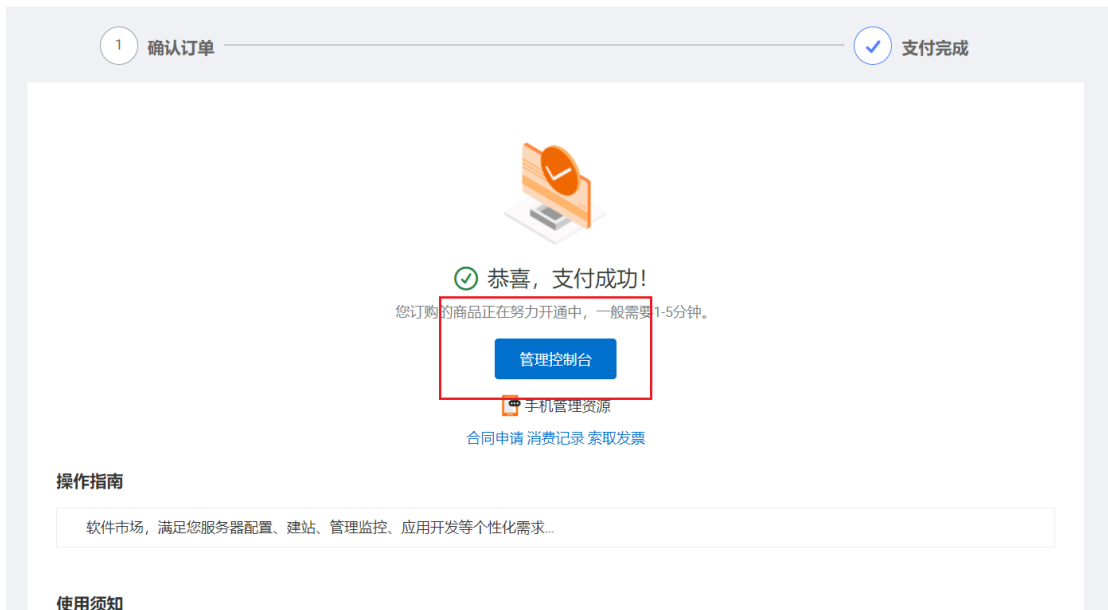 1 确认订单 支付完成
恭喜，支付成功！
您订购的商品正在努力开通中，一般需要1-5分钟。
管理控制台
手机管理资源
合同申请 消费记录 索取发票
操作指南
软件市场，满足您服务器配置、建站、管理监控、应用开发等个性化需求...
使用须知